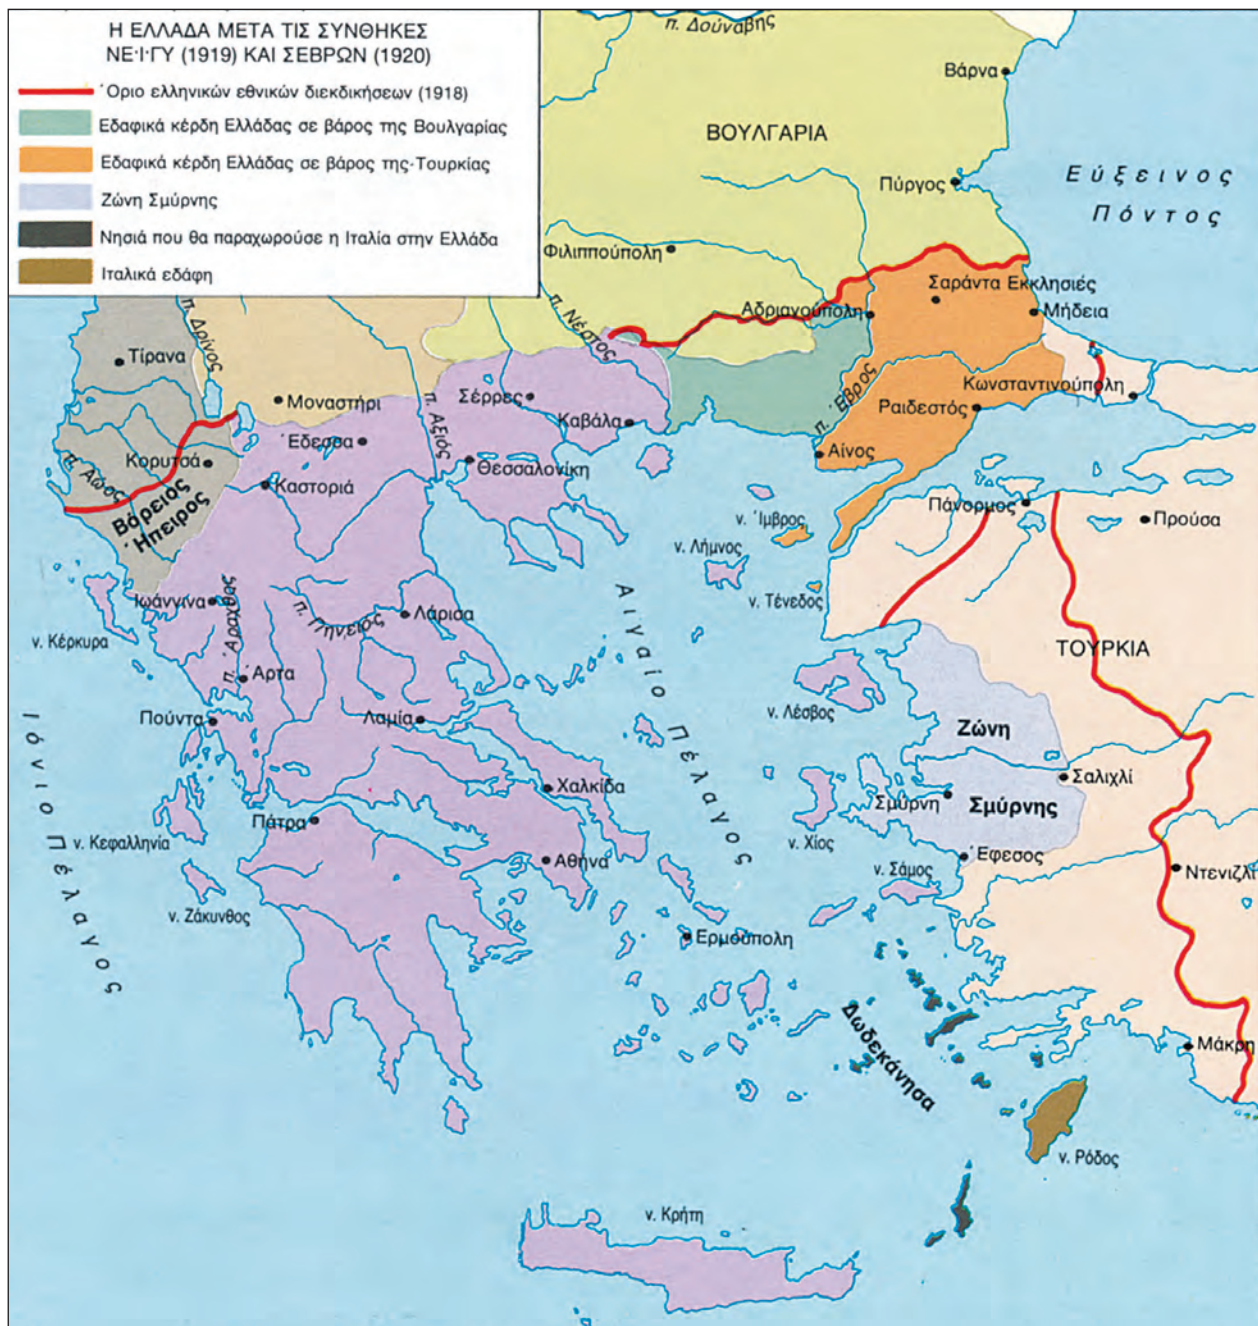 Η ΕΛΛΑΔΑ ΜΕΤΑ ΤΙΣ ΣΥΝΘΗΚΕΣ
ΝΕ·Ι·ΓΥ (1919) ΚΑΙ ΣΕΒΡΩΝ (1920)
Όριο ελληνικών εθνικών διεκδικήσεων (1918)
Εδαφικά κέρδη Ελλάδας σε βάρος της Βουλγαρίας
Εδαφικά κέρδη Ελλάδας σε βάρος της·Τουρκίας
Ζώνη Σμύρνης
Νησιά που θα παραχωρούσε η Ιταλία στην Ελλάδα
Ιταλικά εδάφη
π. Δούναβης
Βάρνα
ΒΟΥΛΓΑΡΙΑ
Πύργος
Εύξεινος
Πόντος
Φιλιππούπολη
Σαράντα Εκκλησιές
Αδριανούπολη
Μήδεια
π. Δρίνος
π. Νέστος
Τίρανα
π. Έβρος
Κωνσταντινούπολη
Μοναστήρι
Σέρρες
Ραιδεστός
π. Αξιός
Καβάλα
Έδεσσα
Αίνος
Κορυτσά
Θεσσαλονίκη
π. Αώος
Καστοριά
Βόρειος
Ήπειρος
Πάνορμος
Προύσα
ν. Ίμβρος
ν. Λήμνος
ν. Τένεδος
Ιωάννινα
π. Άραχθος
π. Πηνειός
Λάρισα
ν. Κέρκυρα
Αιγαίο Πέλαγος
ΤΟΥΡΚΙΑ
Άρτα
Πούντα
Λαμία
ν. Λέσβος
Ζώνη
Ιόνιο Πέλαγος
Σαλιχλί
Χαλκίδα
Σμύρνη
Σμύρνης
Πάτρα
ν. Κεφαλληνία
ν. Χίος
Αθήνα
Έφεσος
ν. Σάμος
Ντενιζλί
ν. Ζάκυνθος
Ερμούπολη
Δωδεκάνησα
Μάκρη
ν. Ρόδος
ν. Κρήτη